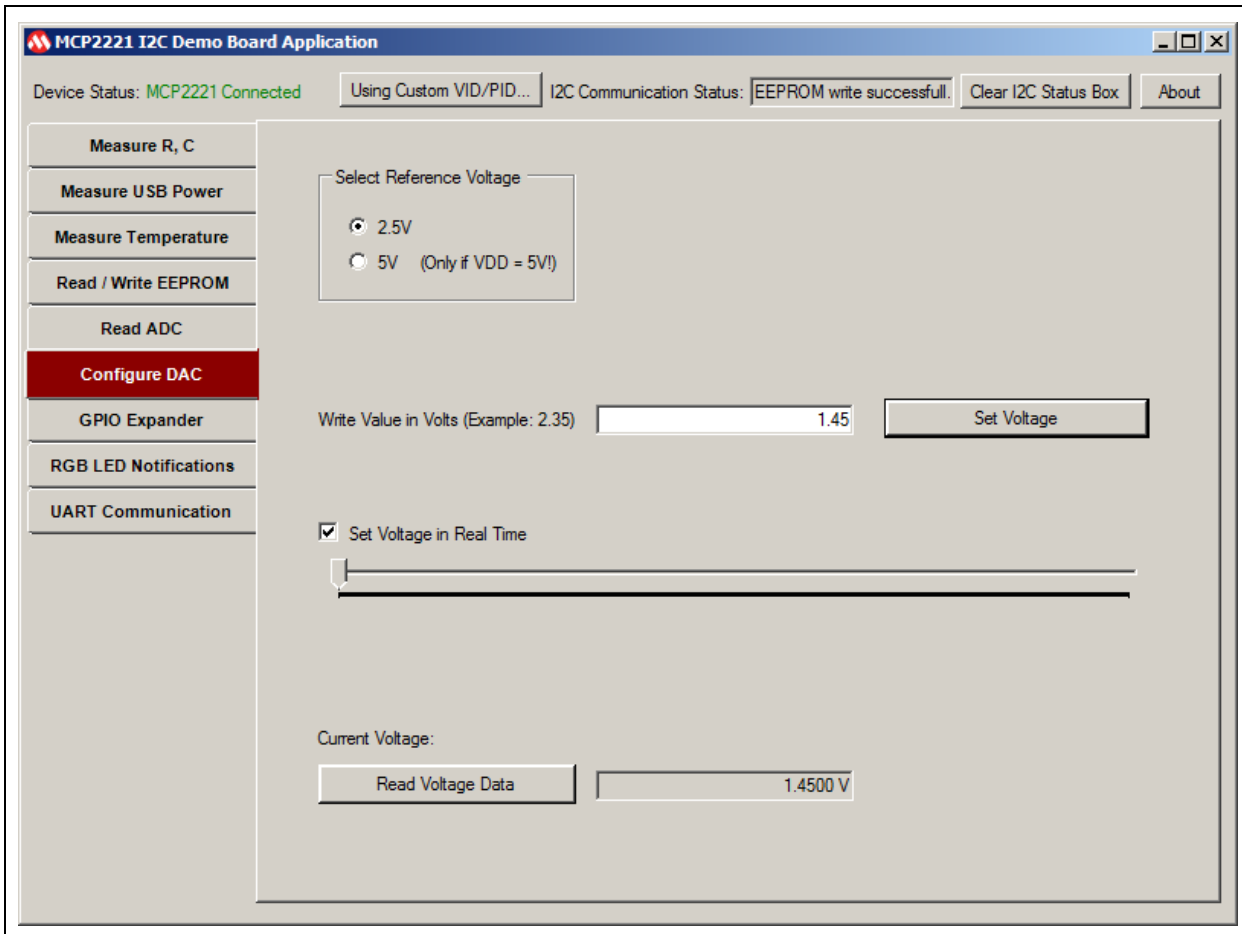 MCP2221 I2C Demo Board Application
Device Status: MCP2221 Connected Using Custom VID/PID... I2C Communication Status: EEPROM write successfull. Clear I2C Status Box About
Measure R, C
Measure USB Power
Measure Temperature
Read / Write EEPROM
Read ADC
Configure DAC
GPIO Expander
RGB LED Notifications
UART Communication
Select Reference Voltage
2.5V
5V (Only if VDD = 5V!)
Write Value in Volts (Example: 2.35) 1.45 Set Voltage
Set Voltage in Real Time
Current Voltage:
Read Voltage Data 1.4500 V